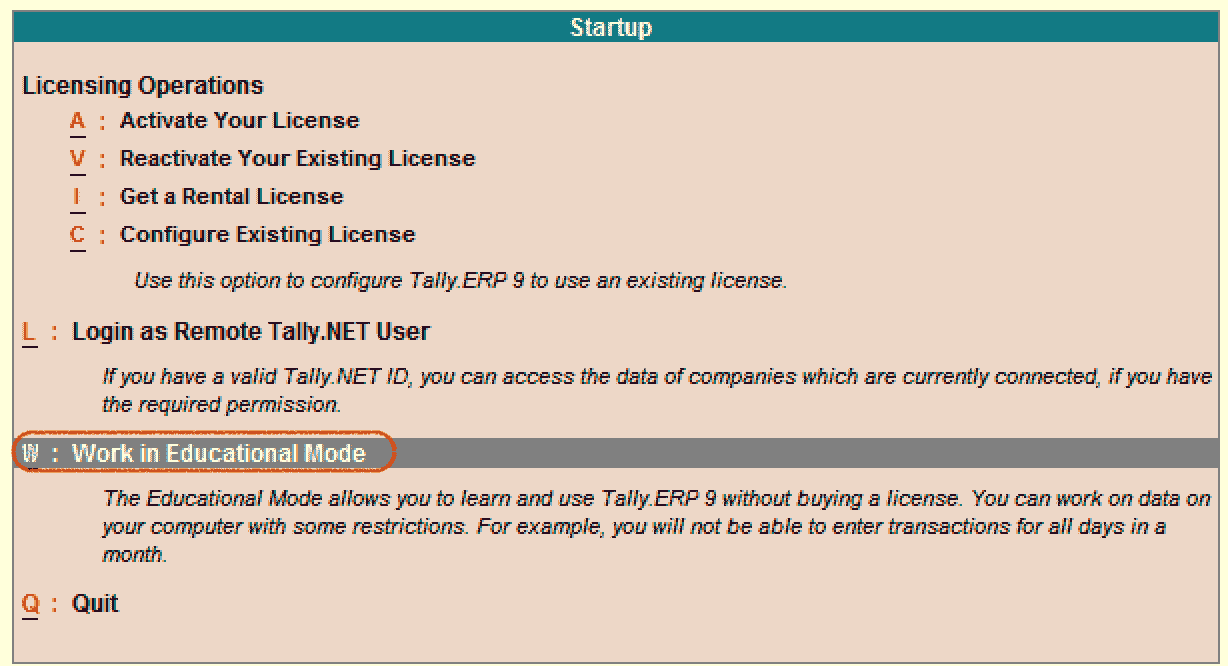 Startup
Licensing Operations
A : Activate Your License
V : Reactivate Your Existing License
I : Get a Rental License
C : Configure Existing License
Use this option to configure Tally.ERP 9 to use an existing license.
L : Login as Remote Tally.NET User
If you have a valid Tally.NET ID, you can access the data of companies which are currently connected, if you have
the required permission.
W : Work in Educational Mode
The Educational Mode allows you to learn and use Tally.ERP 9 without buying a license. You can work on data on
your computer with some restrictions. For example, you will not be able to enter transactions for all days in a
month.
Q : Quit